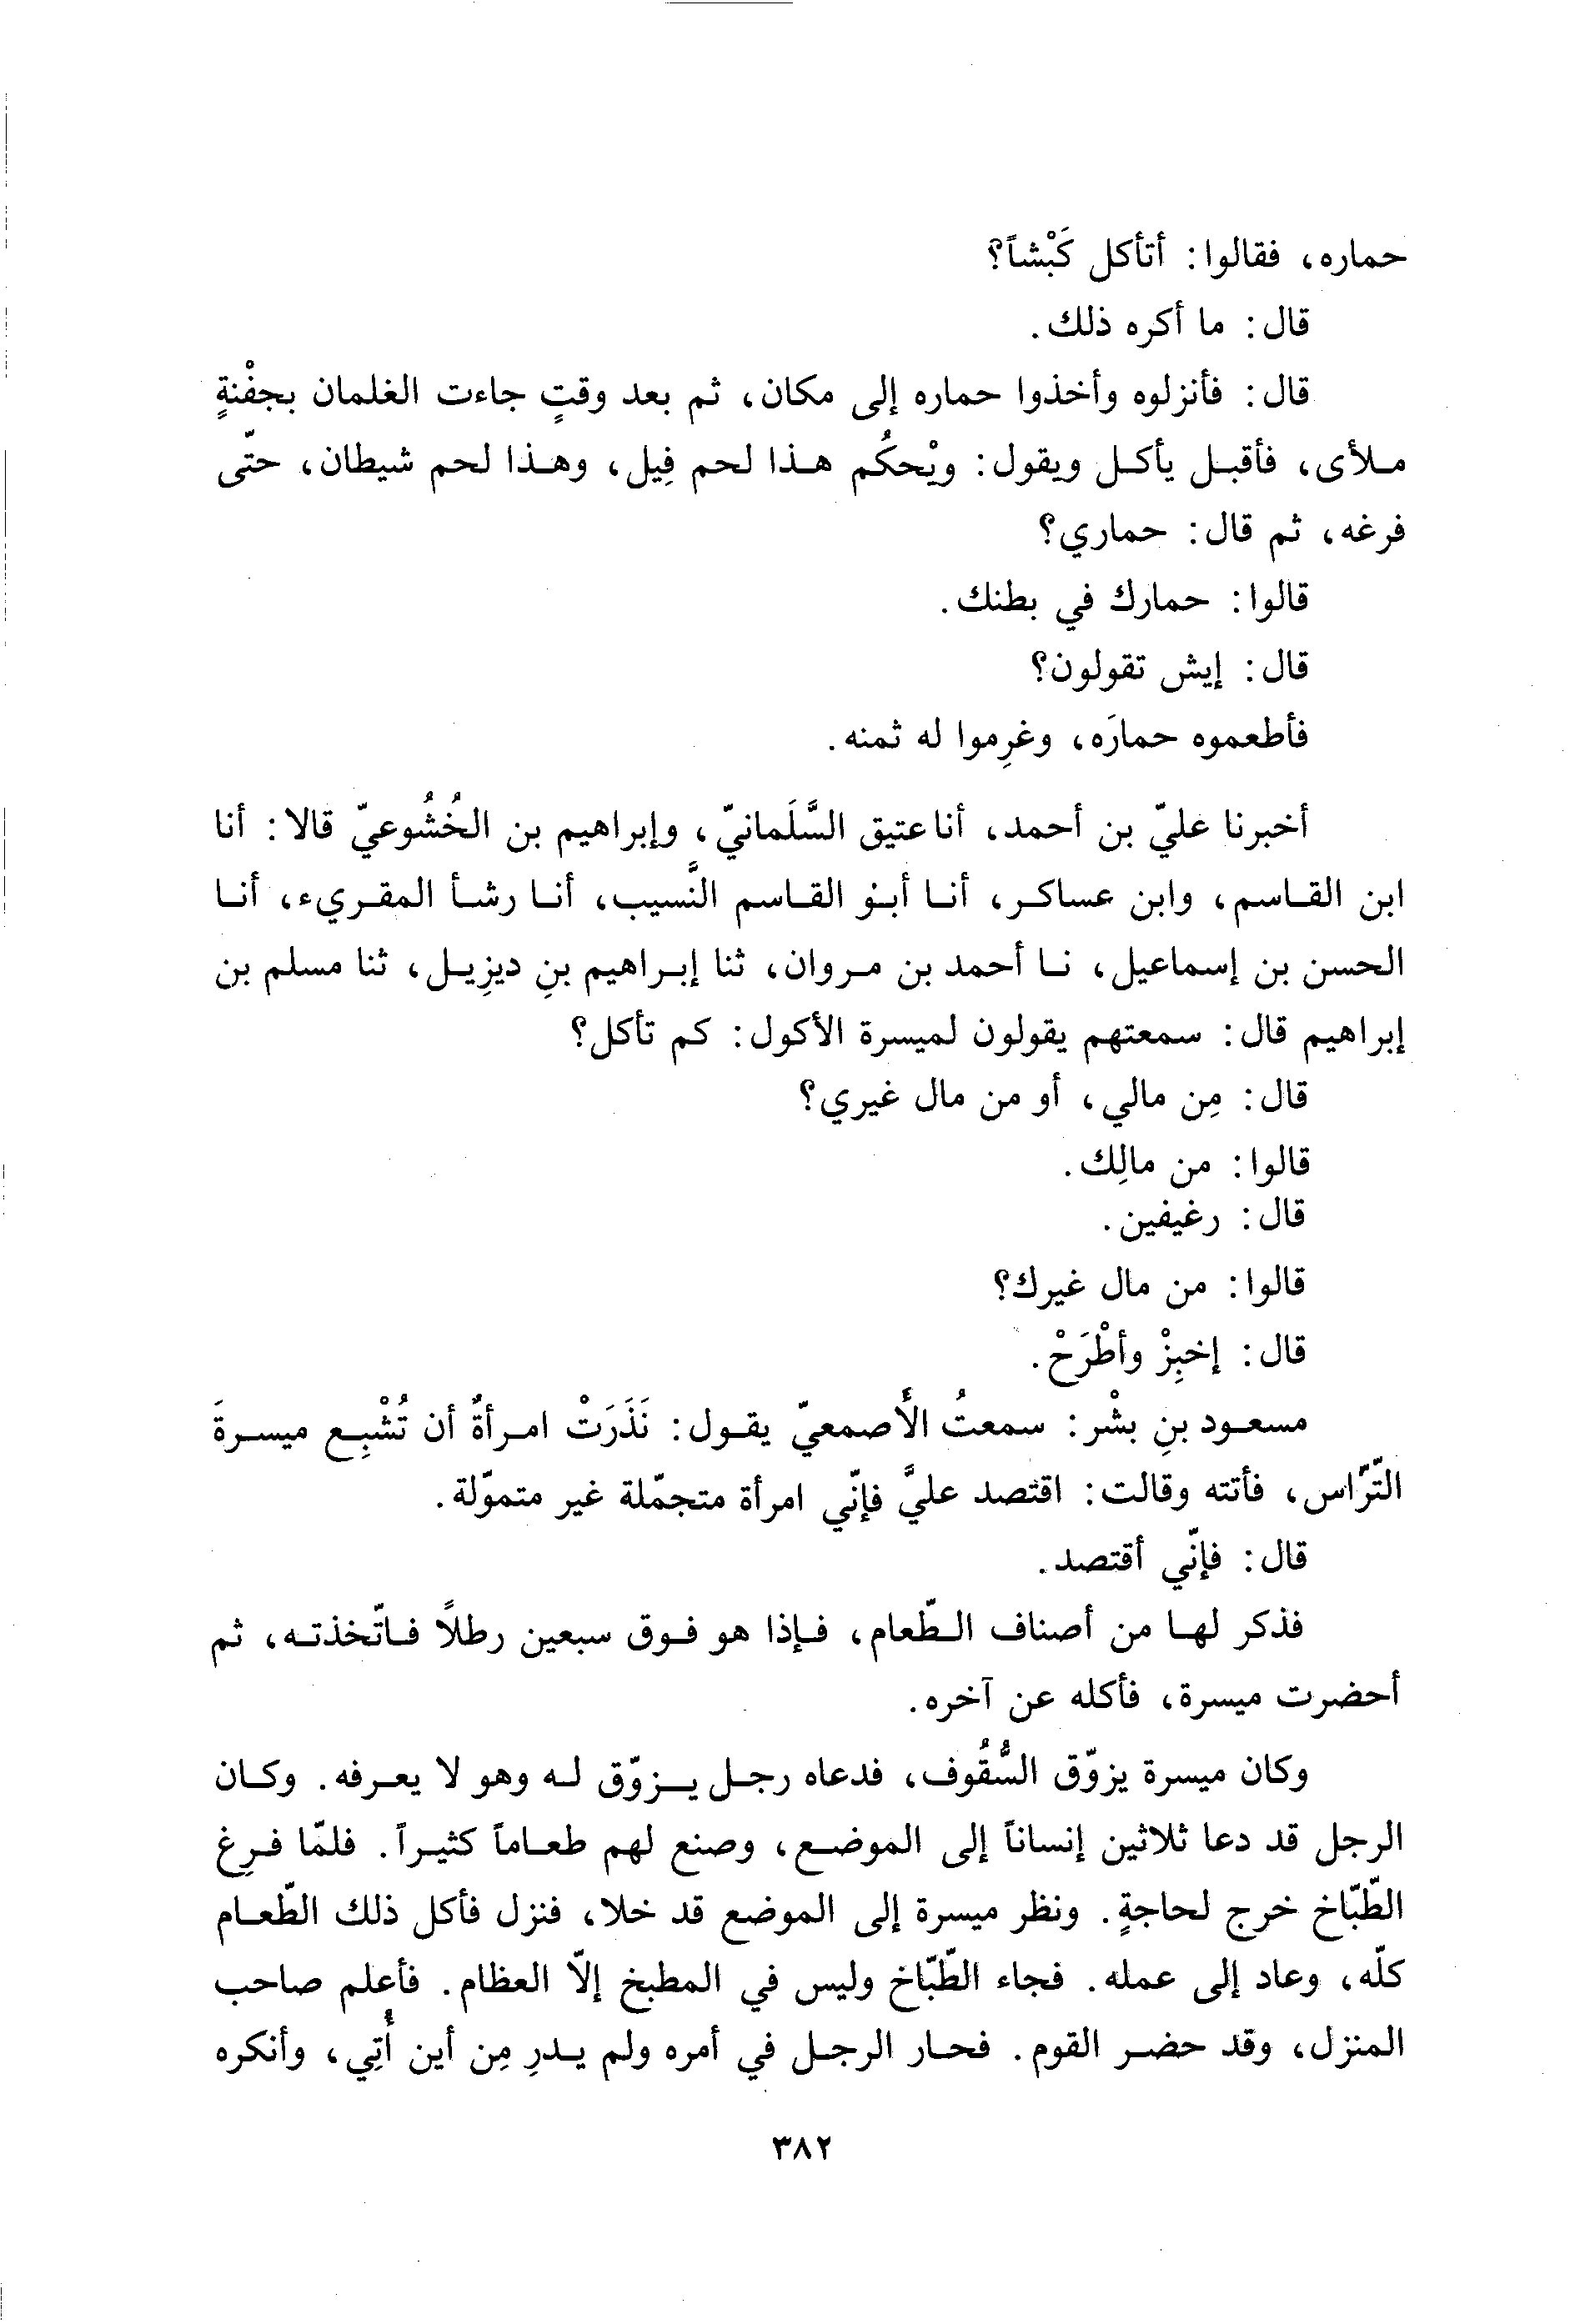 حماره، فقالوا: أتأكل كَبْشاً؟
قال: ما أكره ذلك.
قال: فأنزلوه وأخذوا حماره إلى مكان، ثم بعد وقتٍ جاءت الغلمان بجفْنةٍ
ملأى، فأقبل يأكل ويقول: ويْحكُم هذا لحم فِيل، وهذا لحم شيطان، حتّى
فرغه، ثم قال: حماري؟
قالوا: حمارك في بطنك.
قال: إيش تقولون؟
فأطعموه حمارَه، وغرِموا له ثمنه.
أخبرنا عليّ بن أحمد، أنا عتيق السَّلَمانيّ، وإبراهيم بن الخُشُوعيّ قالا: أنا
ابن القاسم، وابن عساكر، أنا أبو القاسم النَّسيب، أنا رشأ المقريء، أنا
الحسن بن إسماعيل، نا أحمد بن مروان، ثنا إبراهيم بنِ ديزِيل، ثنا مسلم بن
إبراهيم قال: سمعتهم يقولون لميسرة الأكول: كم تأكل؟
قال: مِن مالي، أو من مال غيري؟
قالوا: من مالِك.
قال: رغيفين.
قالوا: من مال غيرك؟
قال: إخبِزْ وأطْرَحْ.
مسعود بنِ بشْر: سمعتُ الأَصمعيّ يقول: نَذَرَتْ امرأةٌ أن تُشْبِع ميسرةَ
التّرّاس، فأتته وقالت: اقتصد عليَّ فإنّي امرأة متجمّلة غير متموّلة.
قال: فإنّي أقتصد.
فذكر لها من أصناف الطّعام، فإذا هو فوق سبعين رطلاً فاتّخذته، ثم
أحضرت ميسرة، فأكله عن آخره.
وكان ميسرة يزوّق السُّقُوف، فدعاه رجل يزوّق له وهو لا يعرفه. وكان
الرجل قد دعا ثلاثين إنساناً إلى الموضع، وصنع لهم طعاماً كثيراً. فلمّا فرِغ
الطّبّاخ خرج لحاجةٍ. ونظر ميسرة إلى الموضع قد خلا، فنزل فأكل ذلك الطّعام
كلّه، وعاد إلى عمله. فجاء الطّبّاخ وليس في المطبخ إلاّ العظام. فأعلم صاحب
المنزل، وقد حضر القوم. فحار الرجل في أمره ولم يدرِ مِن أين أُتِي، وأنكره
٣٨٢